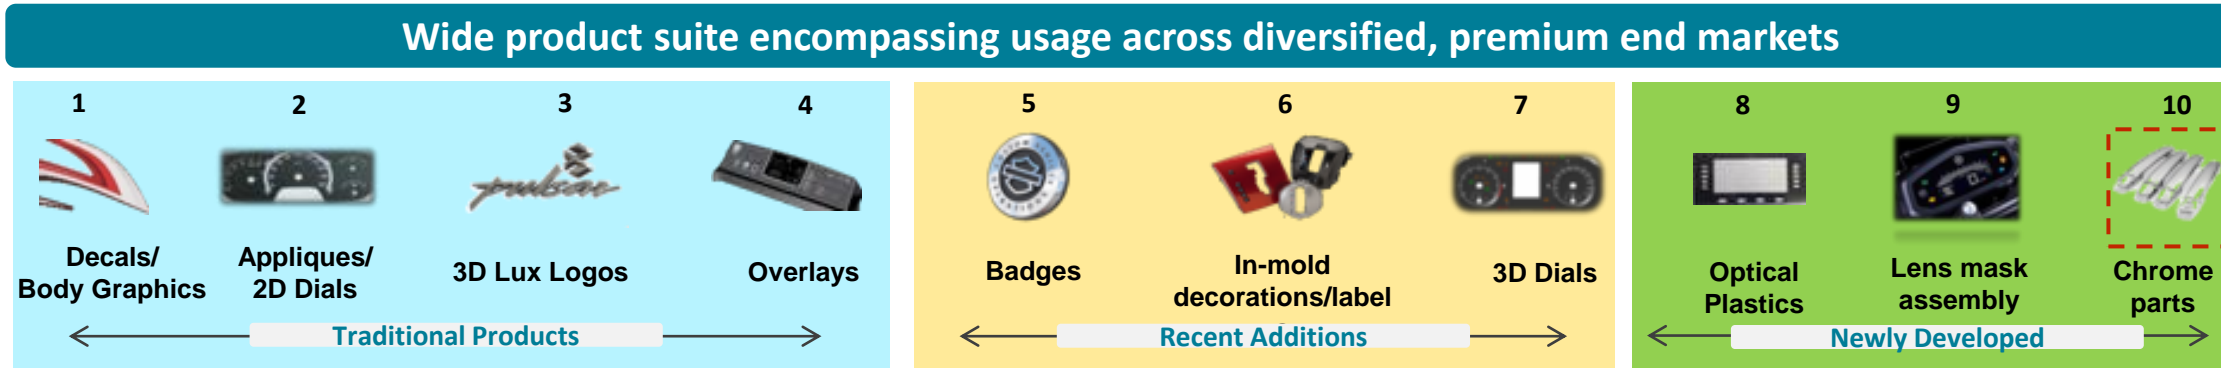 Wide product suite encompassing usage across diversified, premium end markets
1
2
3
4
5
6
7
8
9
10
pulsar
Decals/
Body Graphics
Appliques/
2D Dials
3D Lux Logos
Overlays
Badges
In-mold
decorations/label
3D Dials
Optical
Plastics
Lens mask
assembly
Chrome
parts
Traditional Products
Recent Additions
Newly Developed